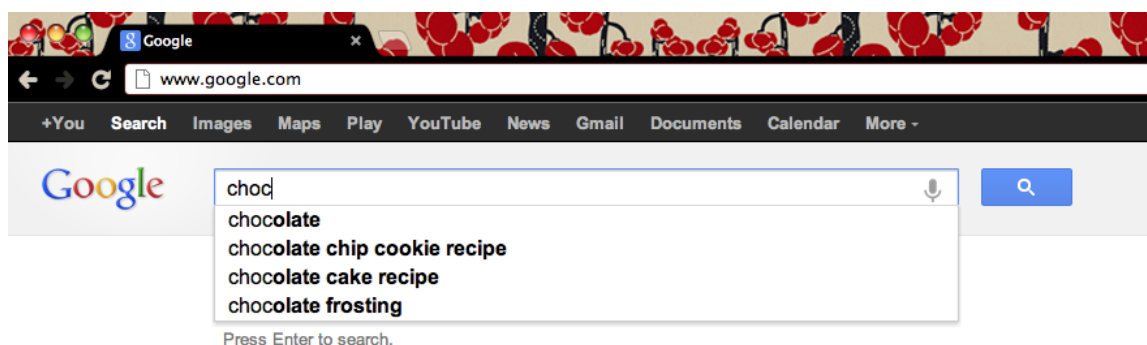 Google
www.google.com
+You Search Images Maps Play YouTube News Gmail Documents Calendar More
Google choc
chocolate
chocolate chip cookie recipe
chocolate cake recipe
chocolate frosting
Press Enter to search.